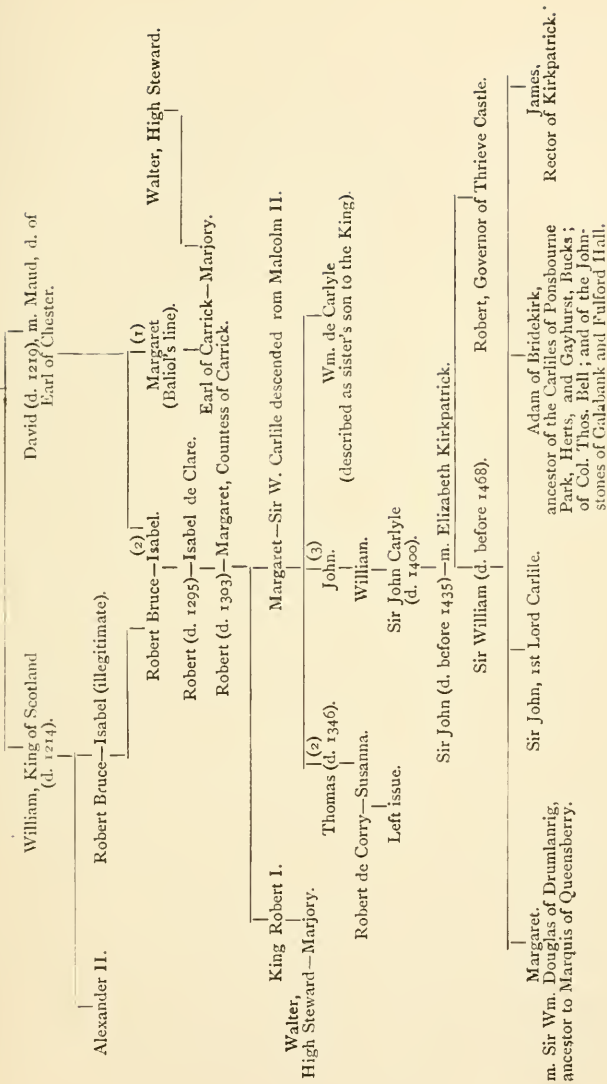 William, King of Scotland
(d. 1214).
David (d. 1219), m. Maud, d. of
Earl of Chester.
Alexander II.
Robert Bruce—Isabel (illegitimate).
(2)
(1)
Robert Bruce—Isabel.
Margaret
(Baliol's line).
Walter, High Steward.
Robert (d. 1295)—Isabel de Clare.
Earl of Carrick—Marjory.
Robert (d. 1303)—Margaret, Countess of Carrick.
King Robert I.
Margaret—Sir W. Carlile descended rom Malcolm II.
Walter,
High Steward—Marjory.
(2)
Thomas (d. 1346).
(3)
John.
Wm. de Carlyle
(described as sister's son to the King).
Robert de Corry—Susanna.
William.
Left issue.
Sir John Carlyle
(d. 1400).
Sir John (d. before 1435)—m. Elizabeth Kirkpatrick.
Sir William (d. before 1468).
Robert, Governor of Thrieve Castle.
Margaret.
m. Sir Wm. Douglas of Drumlanrig,
ancestor to Marquis of Queensberry.
Sir John, 1st Lord Carlile.
Adam of Bridekirk,
ancestor of the Carliles of Ponsbourne
Park, Herts, and Gayhurst, Bucks;
of Col. Thos. Bell; and of the John-
stones of Galabank and Fulford Hall.
James,
Rector of Kirkpatrick.